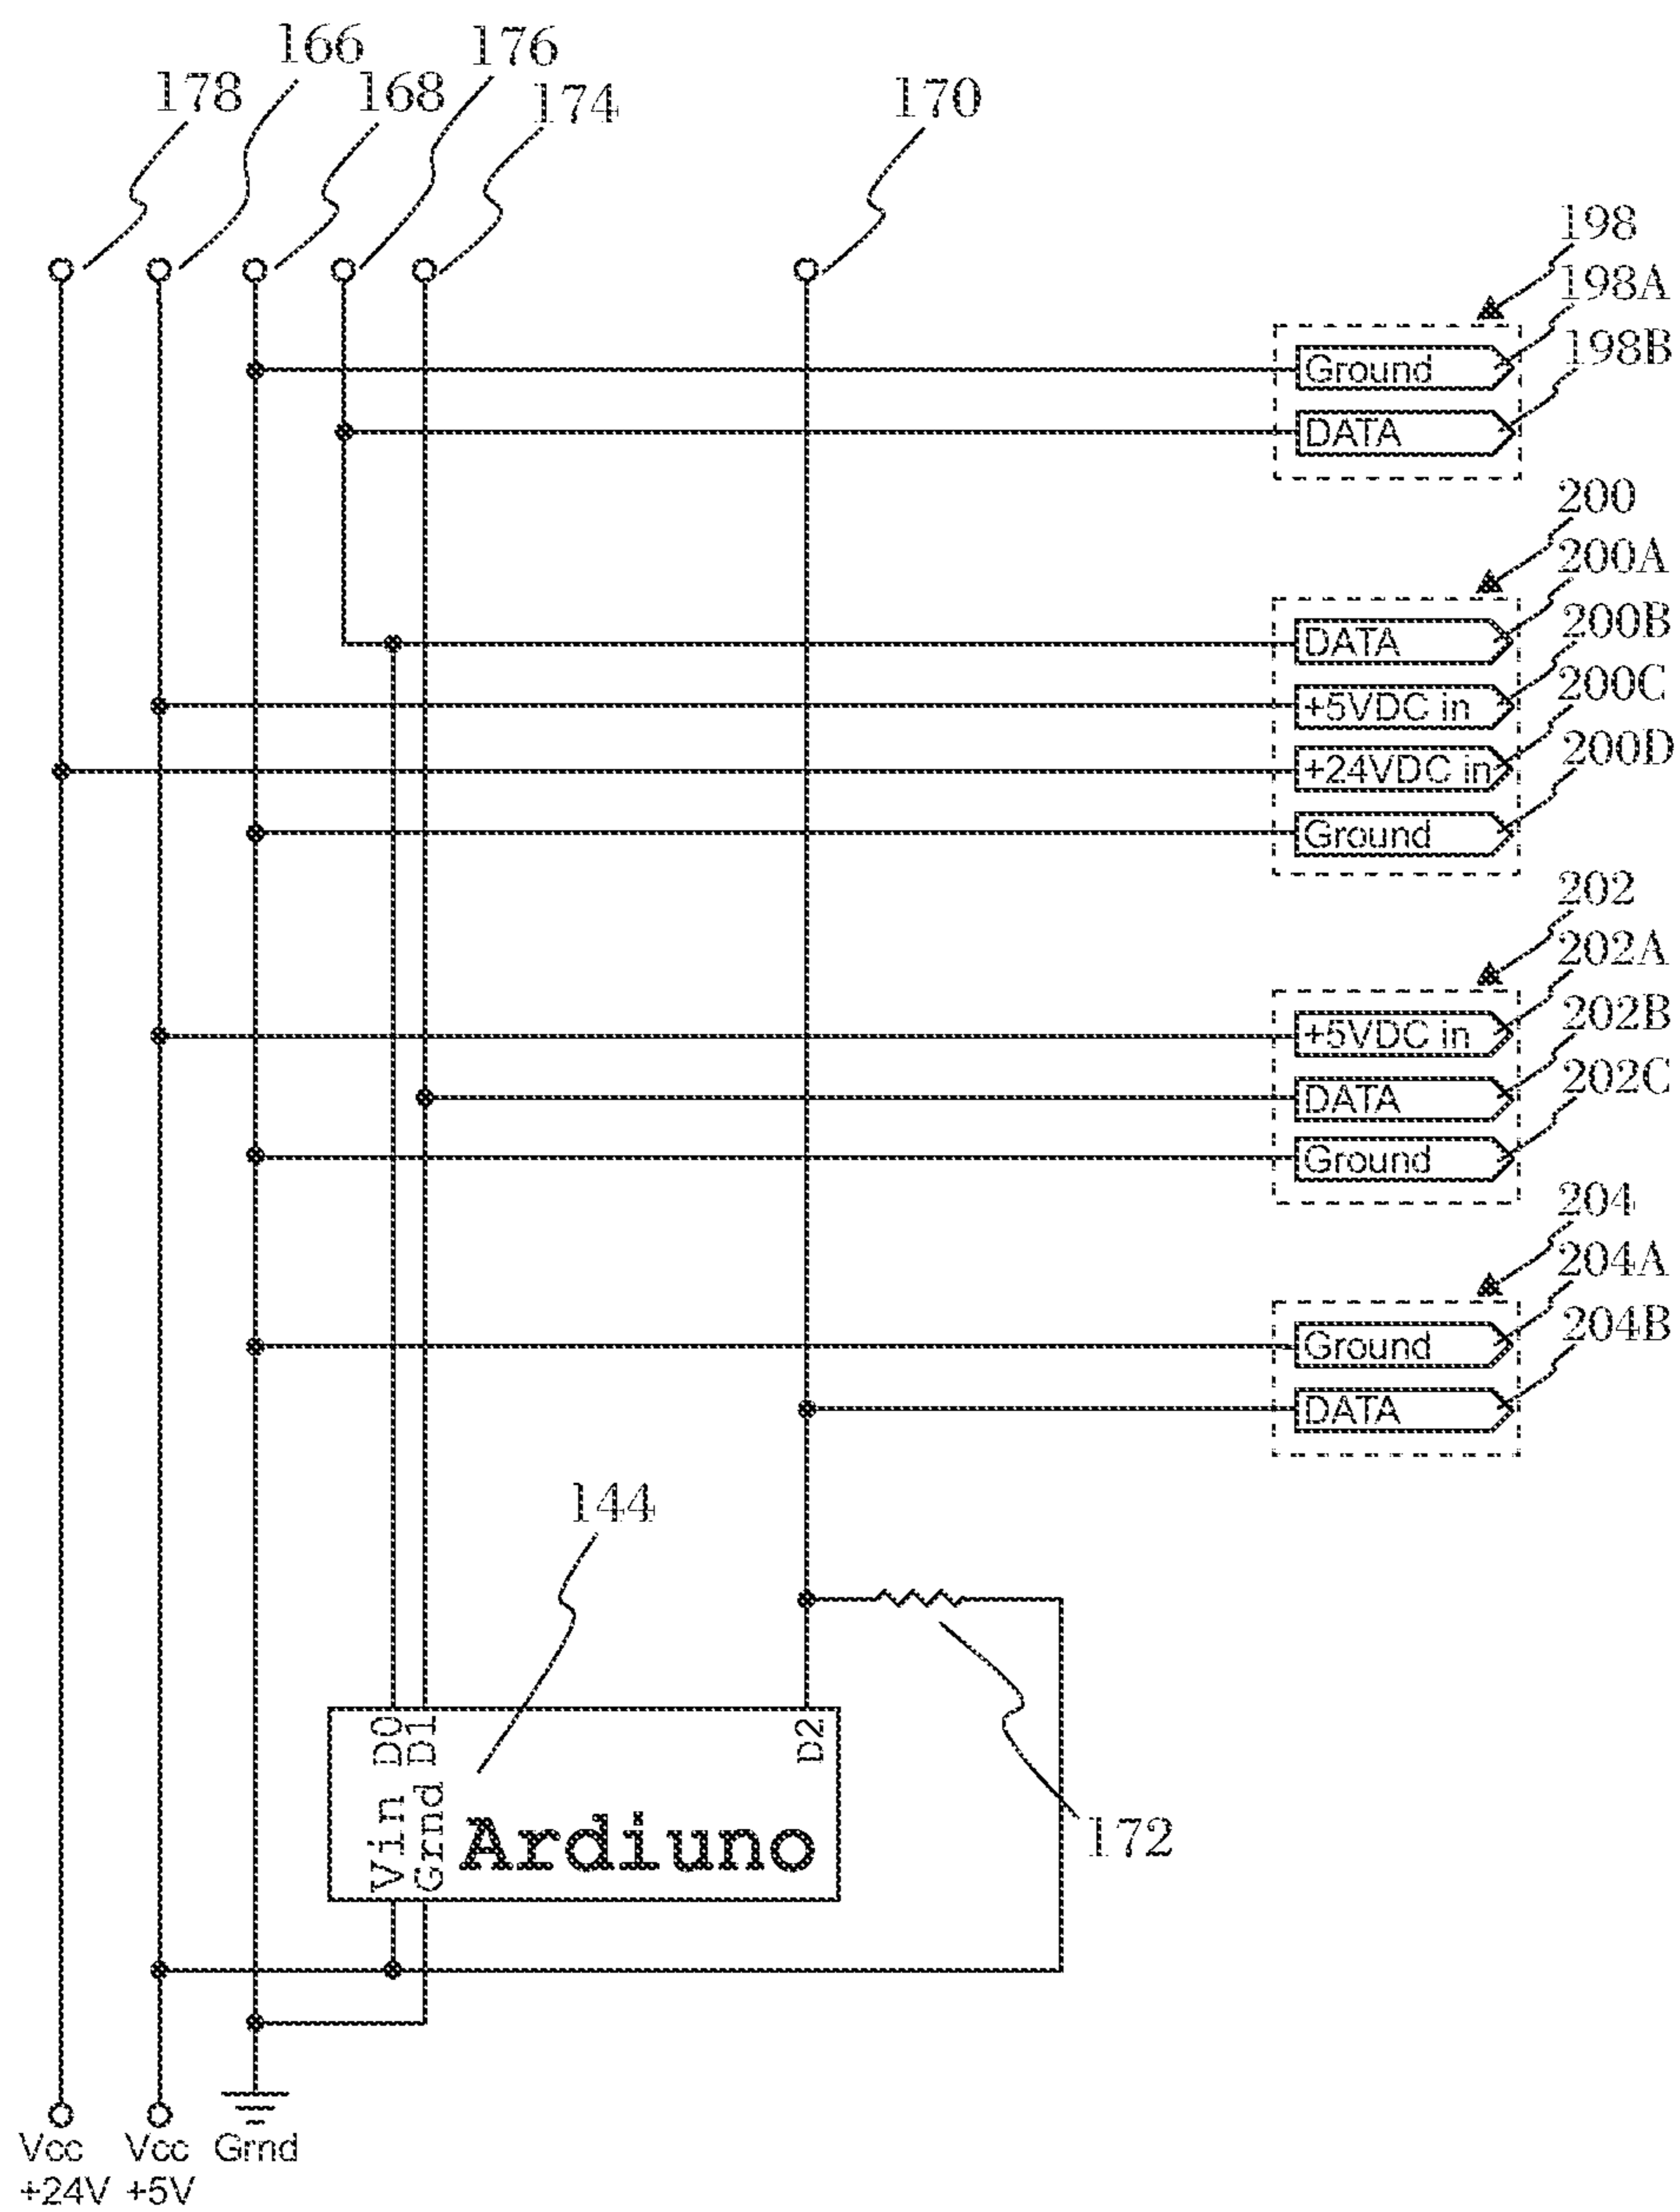 166
176
178
168
174
170
198
198A
Ground
198B
DATA
200
200A
DATA
200B
+5VDC in
200C
+24VDC in
200D
Ground
202
202A
+5VDC in
202B
DATA
202C
Ground
204
204A
Ground
204B
DATA
144
D0
D1
D2
Vin
Grnd
Ardiuno
172
Vcc
+24V
Vcc
+5V
Grnd